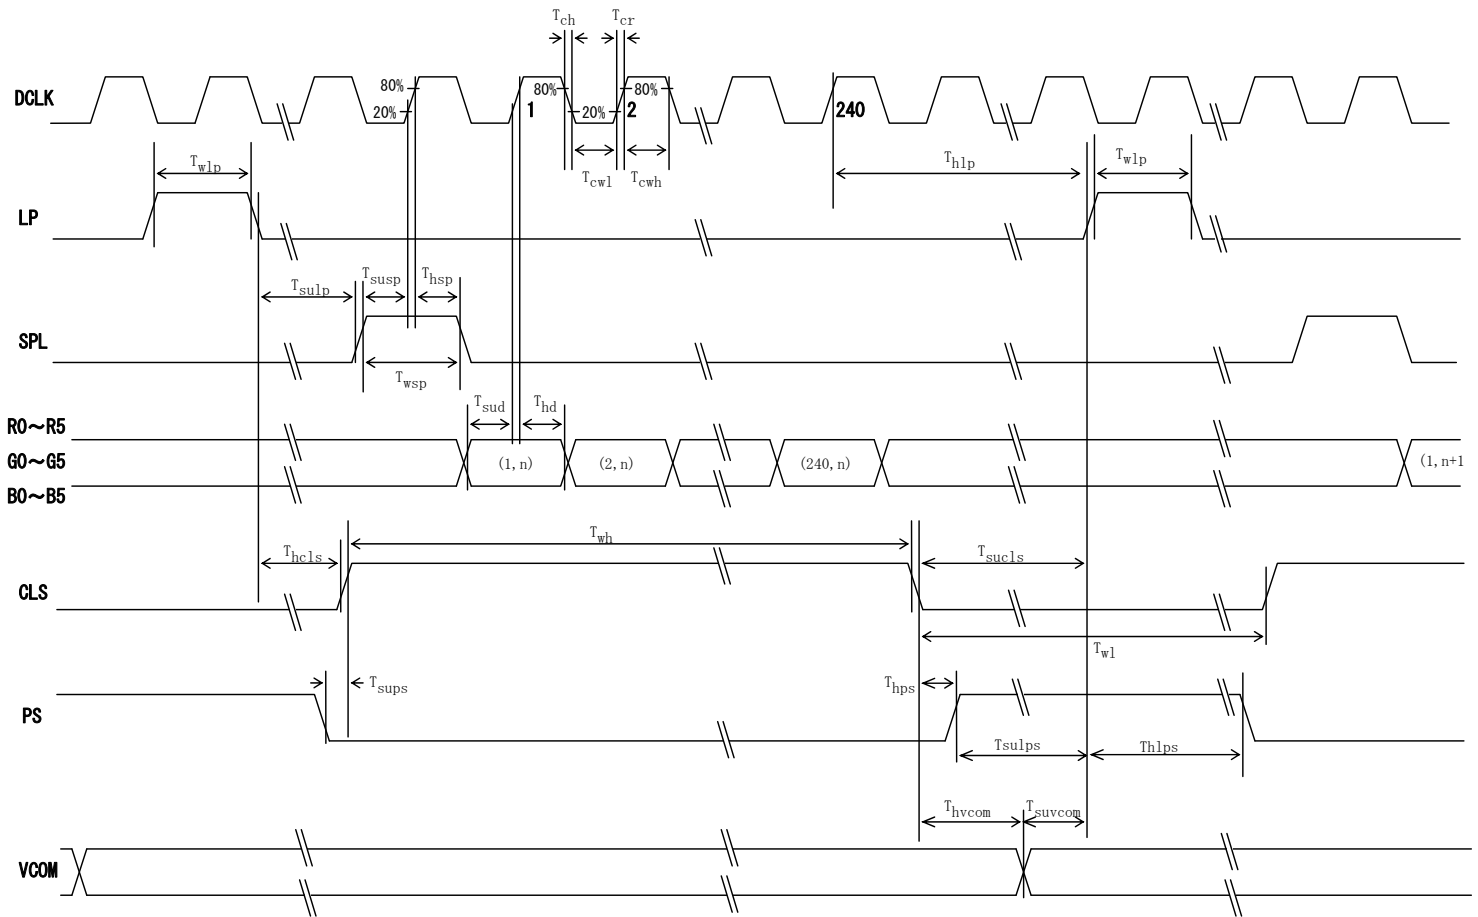 Tch Tcr
DCLK 80% 20% 80% 1 20% 2 80% 240
Twlp Tcwl Tcwh Thlp Twlp
LP
Tsulp Tsusp Thsp
SPL
Twsp
Tsud Thd
R0～R5
G0～G5 (1,n) (2,n) (240,n) (1,n+1
B0～B5
Twh
Thcls Tsucls
CLS
Twl
Tsups Thps
PS
Tsulps Thlps
Thvcom Tsuvcom
VCOM